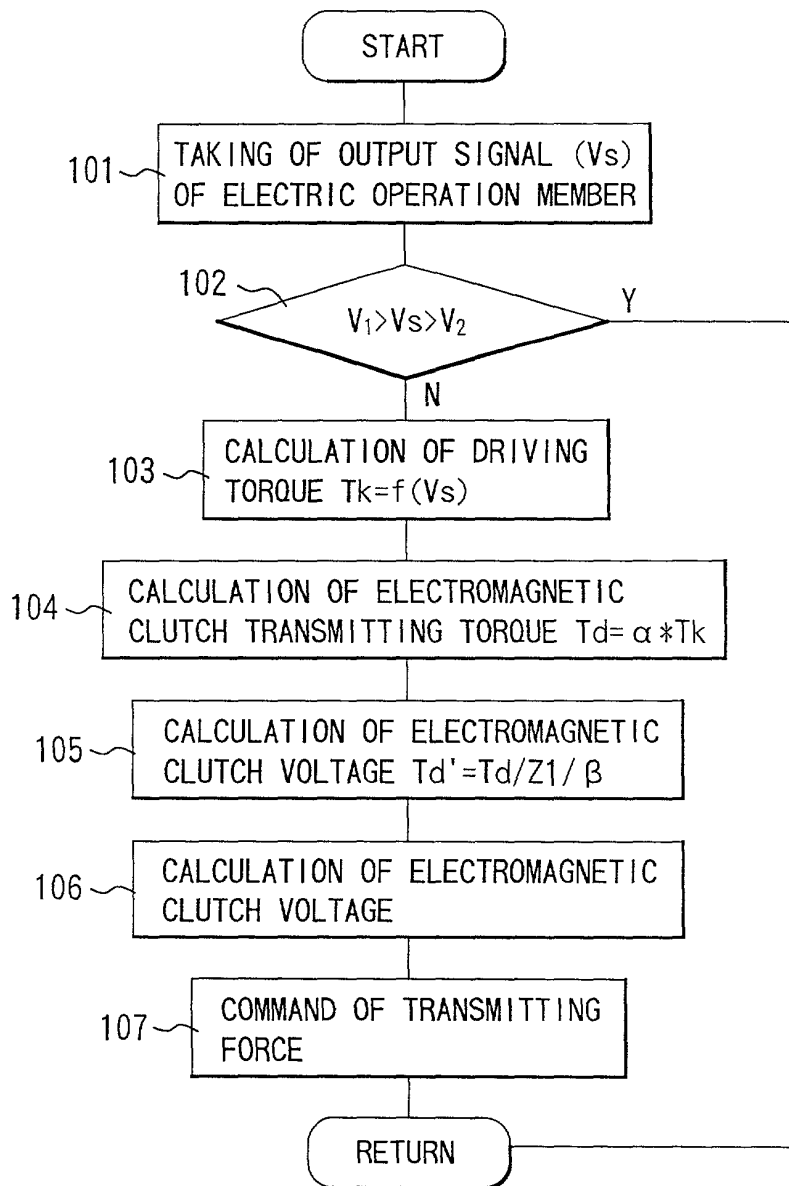 START
101
TAKING OF OUTPUT SIGNAL (Vs)
OF ELECTRIC OPERATION MEMBER
102
V₁>Vs>V₂
Y
N
103
CALCULATION OF DRIVING
TORQUE Tk=f(Vs)
104
CALCULATION OF ELECTROMAGNETIC
CLUTCH TRANSMITTING TORQUE Td=α*Tk
105
CALCULATION OF ELECTROMAGNETIC
CLUTCH VOLTAGE Td'=Td/Z1/β
106
CALCULATION OF ELECTROMAGNETIC
CLUTCH VOLTAGE
107
COMMAND OF TRANSMITTING
FORCE
RETURN